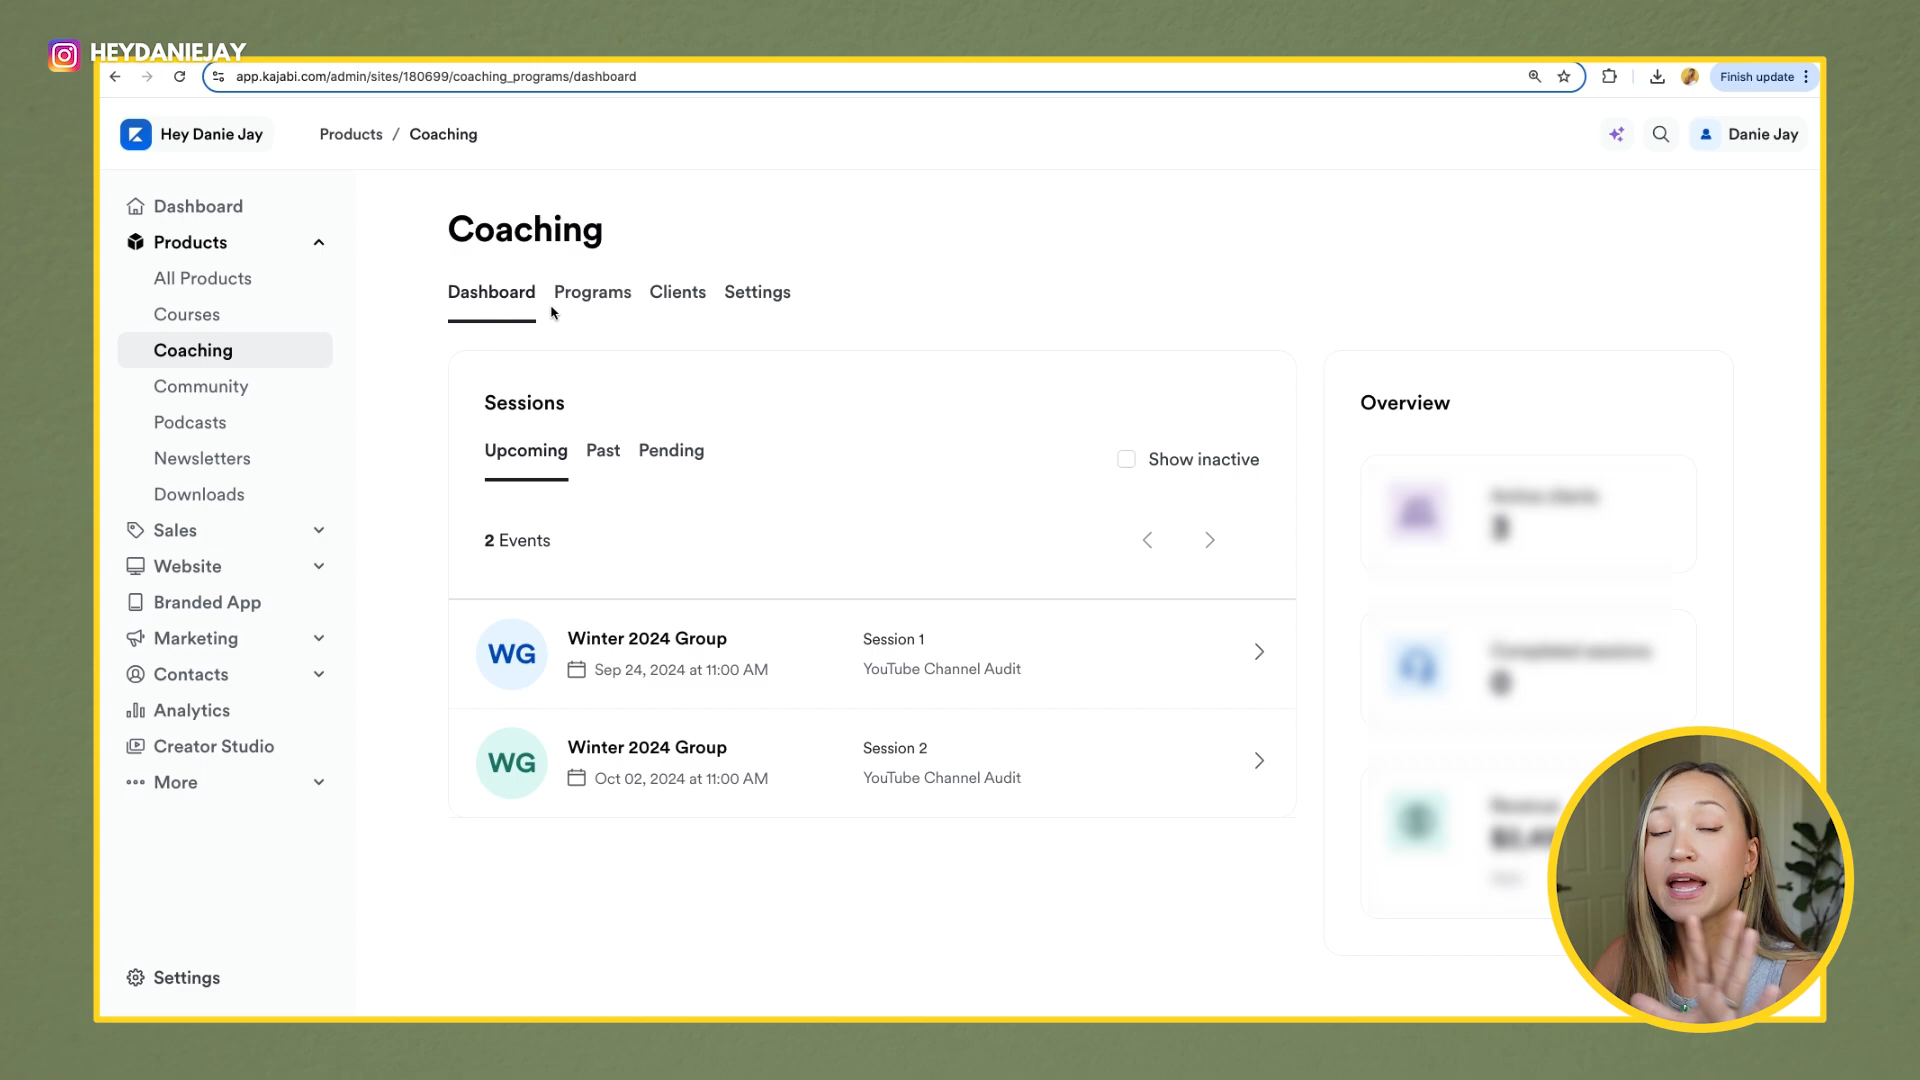 HEYDANIEJAY
app.kajabi.com/admin/sites/180699/coaching_programs/dashboard
Finish update
Hey Danie Jay
Products / Coaching
Danie Jay
Dashboard
Products
All Products
Courses
Coaching
Community
Podcasts
Newsletters
Downloads
Sales
Website
Branded App
Marketing
Contacts
Analytics
Creator Studio
More
Settings
Coaching
Dashboard Programs Clients Settings
Sessions
Upcoming Past Pending
Show inactive
2 Events
WG
Winter 2024 Group
Sep 24, 2024 at 11:00 AM
Session 1
YouTube Channel Audit
WG
Winter 2024 Group
Oct 02, 2024 at 11:00 AM
Session 2
YouTube Channel Audit
Overview